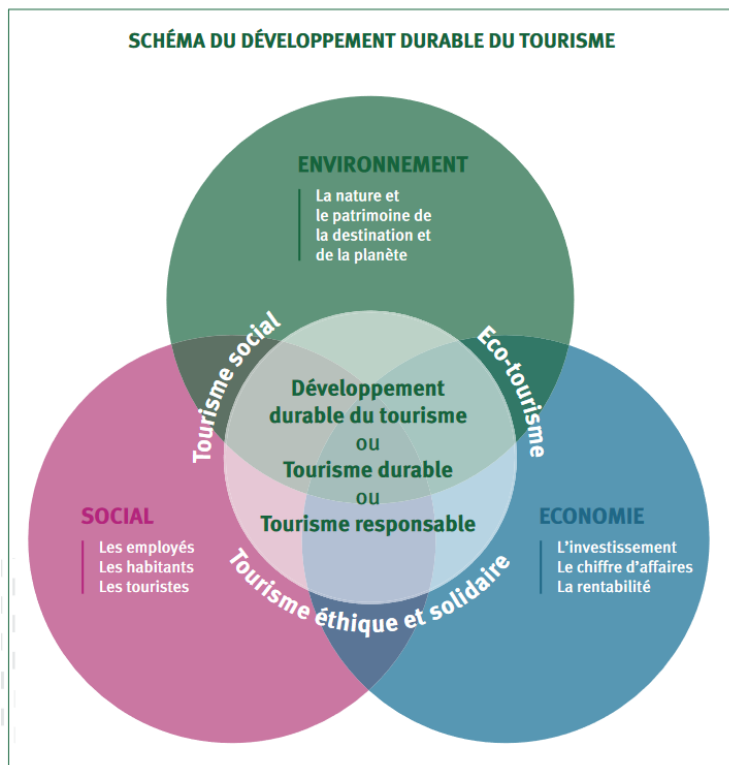 SCHÉMA DU DÉVELOPPEMENT DURABLE DU TOURISME
ENVIRONNEMENT
La nature et
le patrimoine de
la destination et
de la planète
Tourisme social
Eco-tourisme
Développement
durable du tourisme
ou
Tourisme durable
ou
Tourisme responsable
SOCIAL
Les employés
Les habitants
Les touristes
ECONOMIE
L'investissement
Le chiffre d'affaires
La rentabilité
Tourisme éthique et solidaire